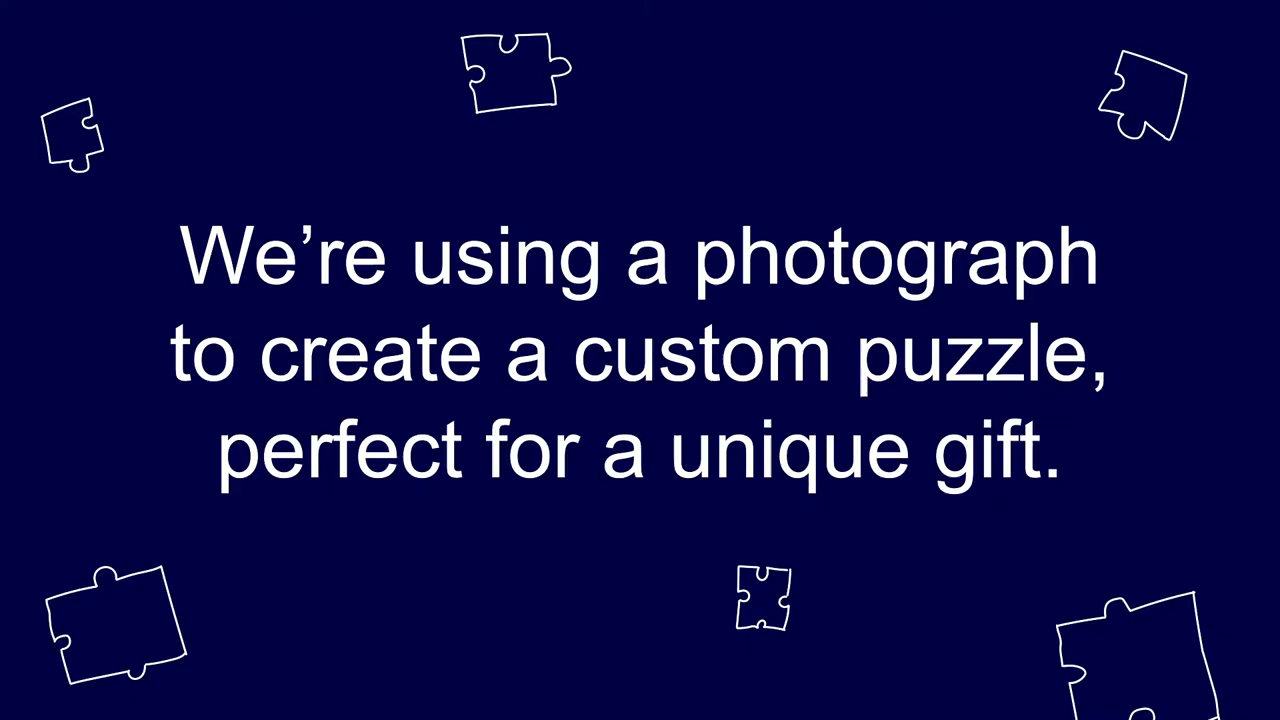 We’re using a photograph
to create a custom puzzle,
perfect for a unique gift.